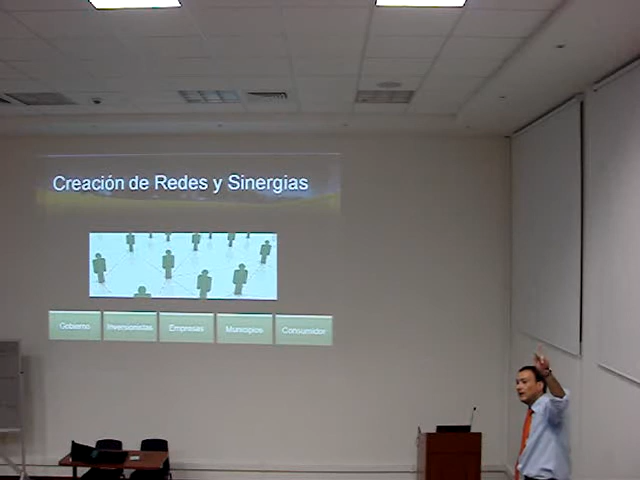 Creación de Redes y Sinergias
Gobierno Inversionistas Empresas Municipios Consumidor